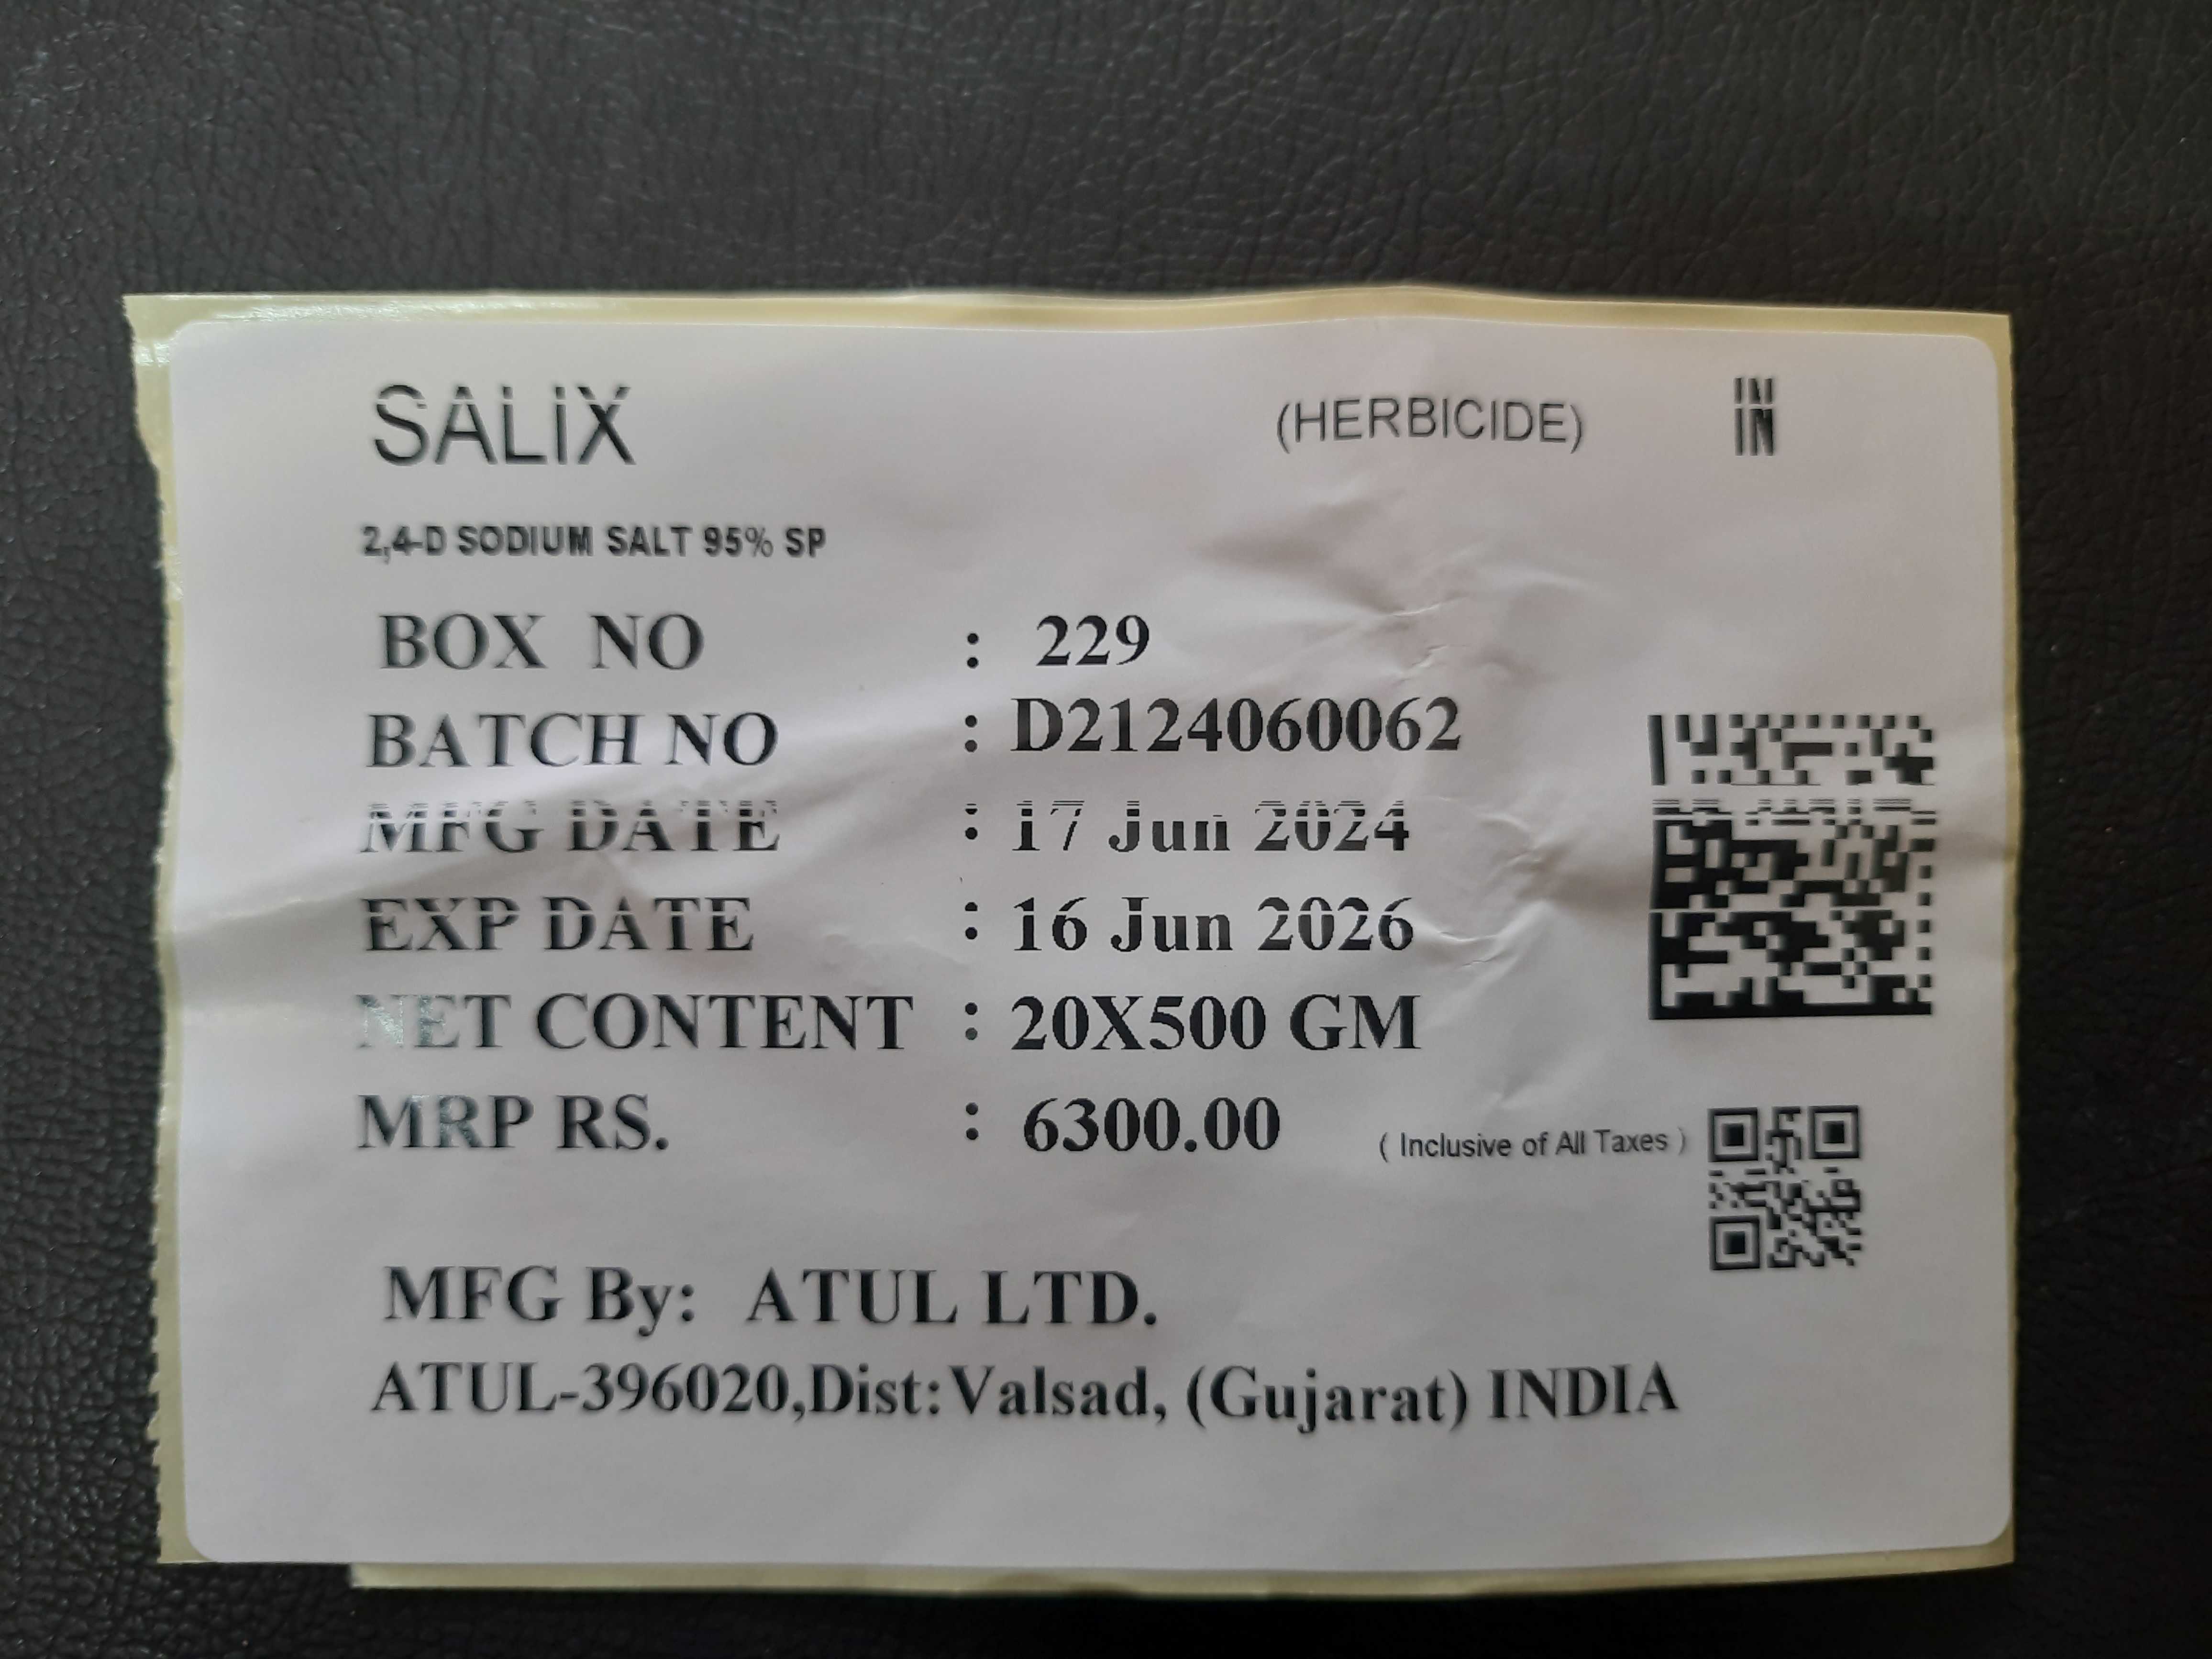 SALiX (HERBICIDE) IN
2,4-D SODIUM SALT 95% SP
BOX NO : 229
BATCH NO : D2124060062
MFG DATE : 17 Jun 2024
EXP DATE : 16 Jun 2026
NET CONTENT : 20X500 GM
MRP RS. : 6300.00 ( Inclusive of All Taxes )
MFG By: ATUL LTD.
ATUL-396020,Dist:Valsad, (Gujarat) INDIA